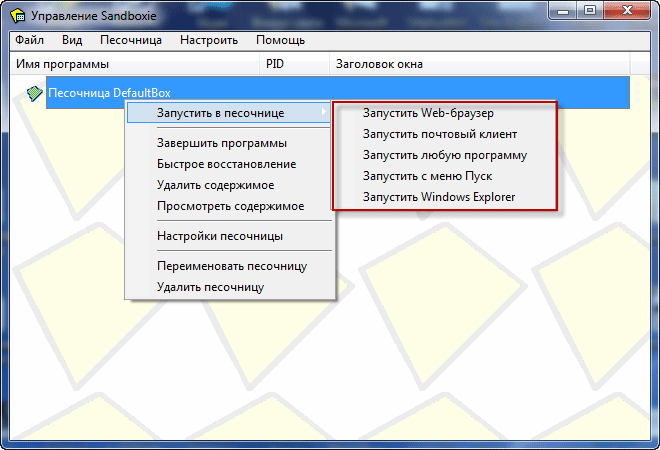 Управление Sandboxie
Файл Вид Песочница Настроить Помощь
Имя программы PID Заголовок окна
Песочница DefaultBox
Запустить в песочнице
Завершить программы
Быстрое восстановление
Удалить содержимое
Просмотреть содержимое
Настройки песочницы
Переименовать песочницу
Удалить песочницу
Запустить Web-браузер
Запустить почтовый клиент
Запустить любую программу
Запустить с меню Пуск
Запустить Windows Explorer